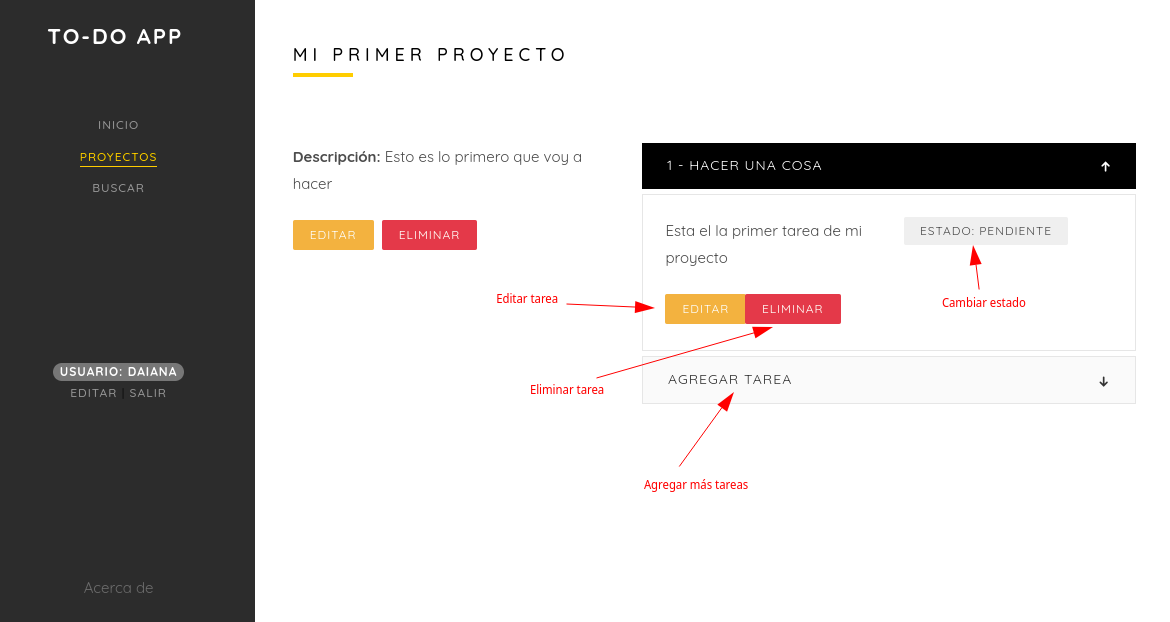 TO-DO APP
INICIO
PROYECTOS
BUSCAR
USUARIO: DAIANA
EDITAR | SALIR
Acerca de
MI PRIMER PROYECTO
Descripción: Esto es lo primero que voy a
hacer
EDITAR ELIMINAR
1 - HACER UNA COSA
Esta el la primer tarea de mi
proyecto
ESTADO: PENDIENTE
Cambiar estado
Editar tarea
EDITAR ELIMINAR
Eliminar tarea
AGREGAR TAREA
Agregar más tareas